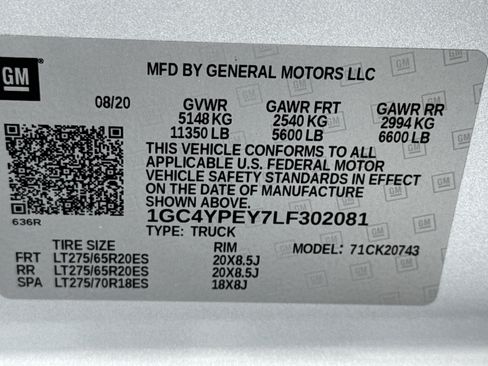 GM
MFD BY GENERAL MOTORS LLC
08/20 GVWR GAWR FRT GAWR RR
5148 KG 2540 KG 2994 KG
11350 LB 5600 LB 6600 LB
THIS VEHICLE CONFORMS TO ALL
APPLICABLE U.S. FEDERAL MOTOR
VEHICLE SAFETY STANDARDS IN EFFECT
ON THE DATE OF MANUFACTURE
1GC4YPEY7LF302081
636R TYPE: TRUCK
TIRE SIZE RIM MODEL: 71CK20743
FRT LT275/65R20ES 20X8.5J
RR LT275/65R20ES 20X8.5J
SPA LT275/70R18ES 18X8J